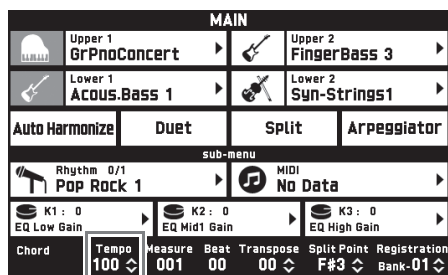 MAIN
Upper 1
GrPnoConcert
Upper 2
FingerBass 3
Lower 1
Acous.Bass 1
Lower 2
Syn-Strings1
Auto Harmonize Duet Split Arpeggiator
sub-menu
Rhythm 0/1
Pop Rock 1
MIDI
No Data
K1: 0
EQ Low Gain
K2: 0
EQ Mid1 Gain
K3: 0
EQ High Gain
Chord Tempo Measure Beat Transpose Split Point Registration
100 001 00 00 F#3 Bank-01